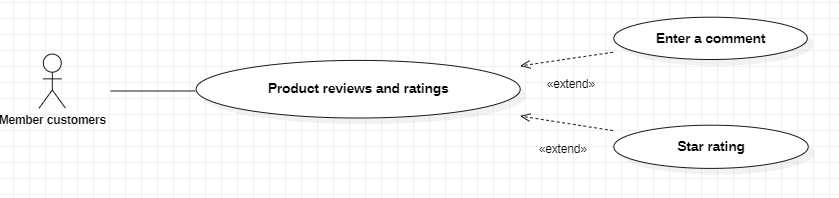 Enter a comment
Product reviews and ratings
«extend»
Member customers
«extend»
Star rating